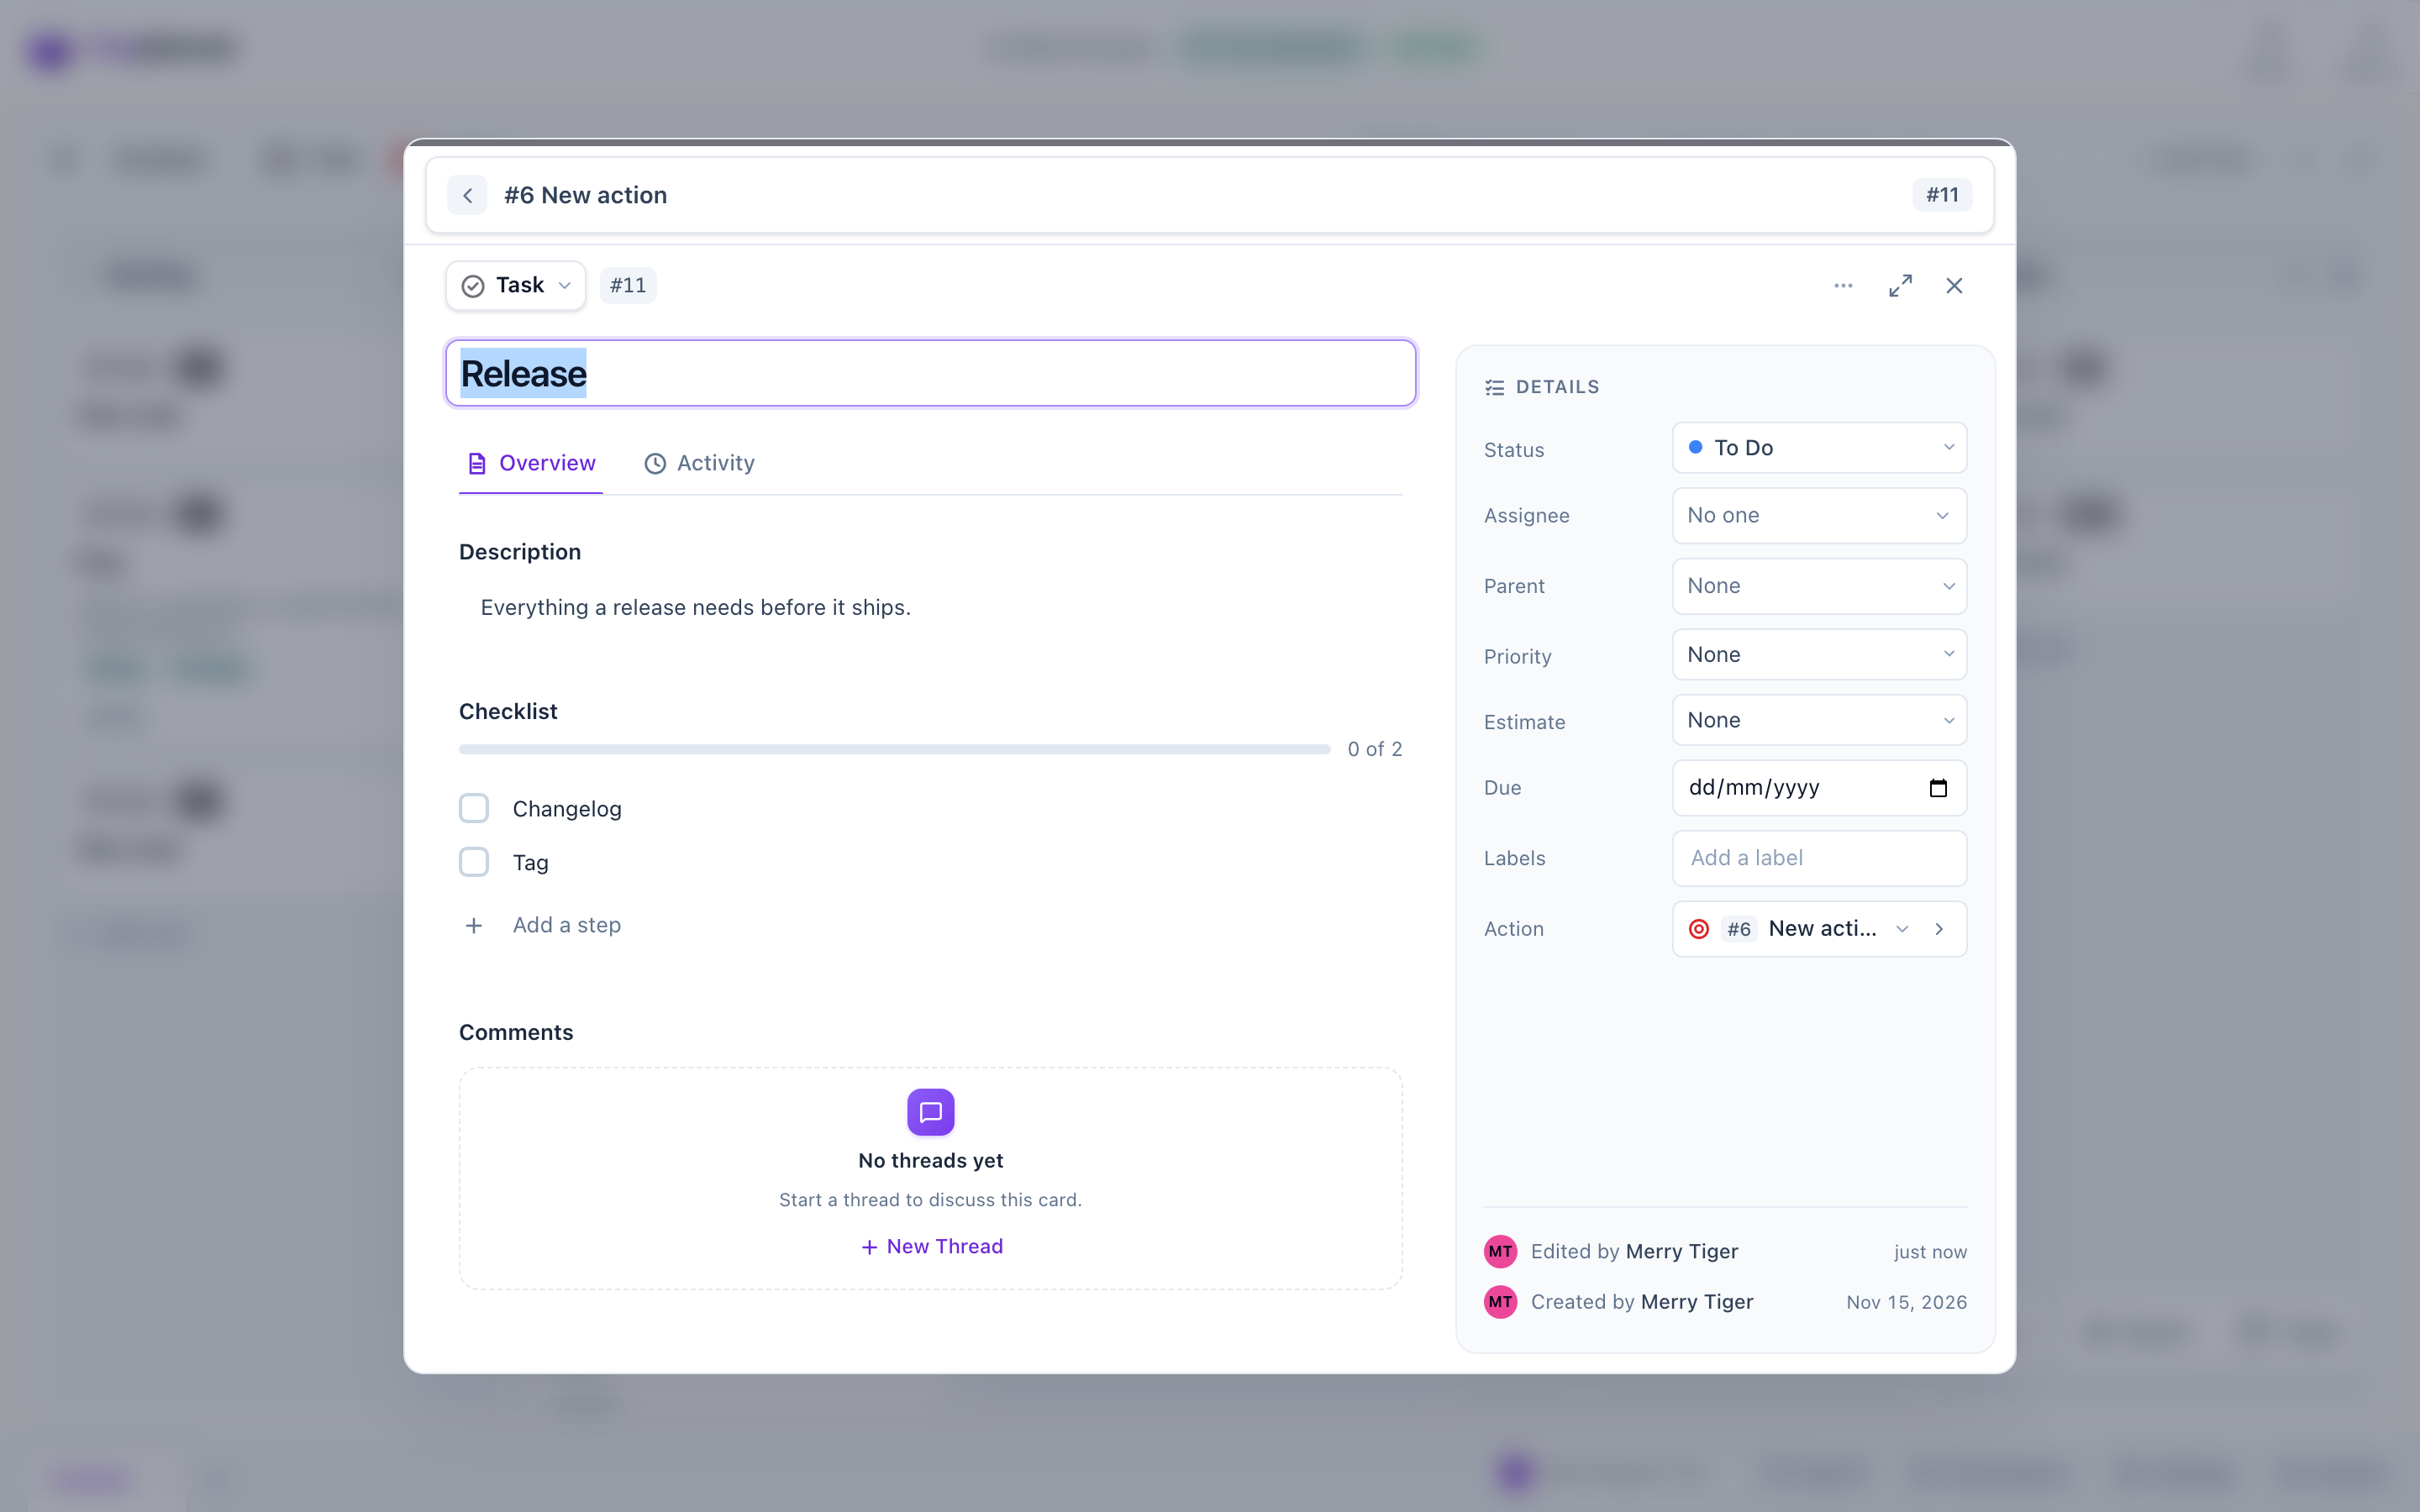 #6 New action
#11
Task
#11
Release
Overview
Activity
Description
Everything a release needs before it ships.
Checklist
0 of 2
Changelog
Tag
Add a step
Comments
No threads yet
Start a thread to discuss this card.
New Thread
DETAILS
Status
To Do
Assignee
No one
Parent
None
Priority
None
Estimate
None
Due
dd/mm/yyyy
Labels
Add a label
Action
#6 New acti...
MT Edited by Merry Tiger just now
MT Created by Merry Tiger Nov 15, 2026